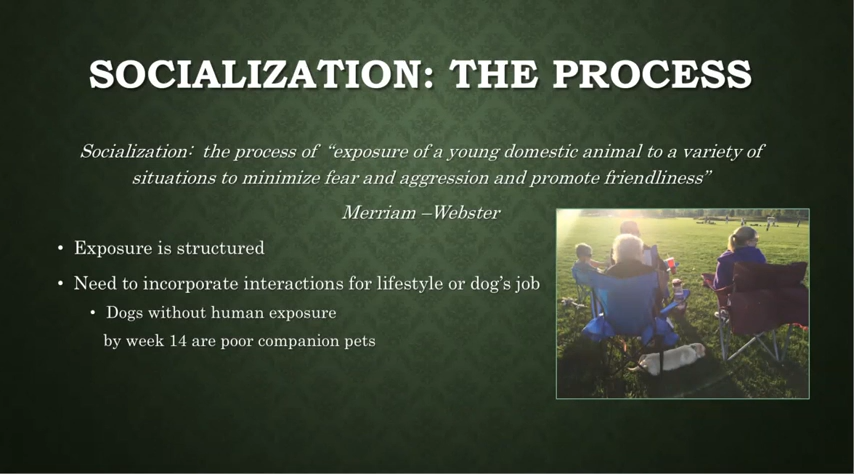 SOCIALIZATION: THE PROCESS
Socialization:  the process of  “exposure of a young domestic animal to a variety of
situations to minimize fear and aggression and promote friendliness”
Merriam –Webster
• Exposure is structured
• Need to incorporate interactions for lifestyle or dog’s job
• Dogs without human exposure
by week 14 are poor companion pets